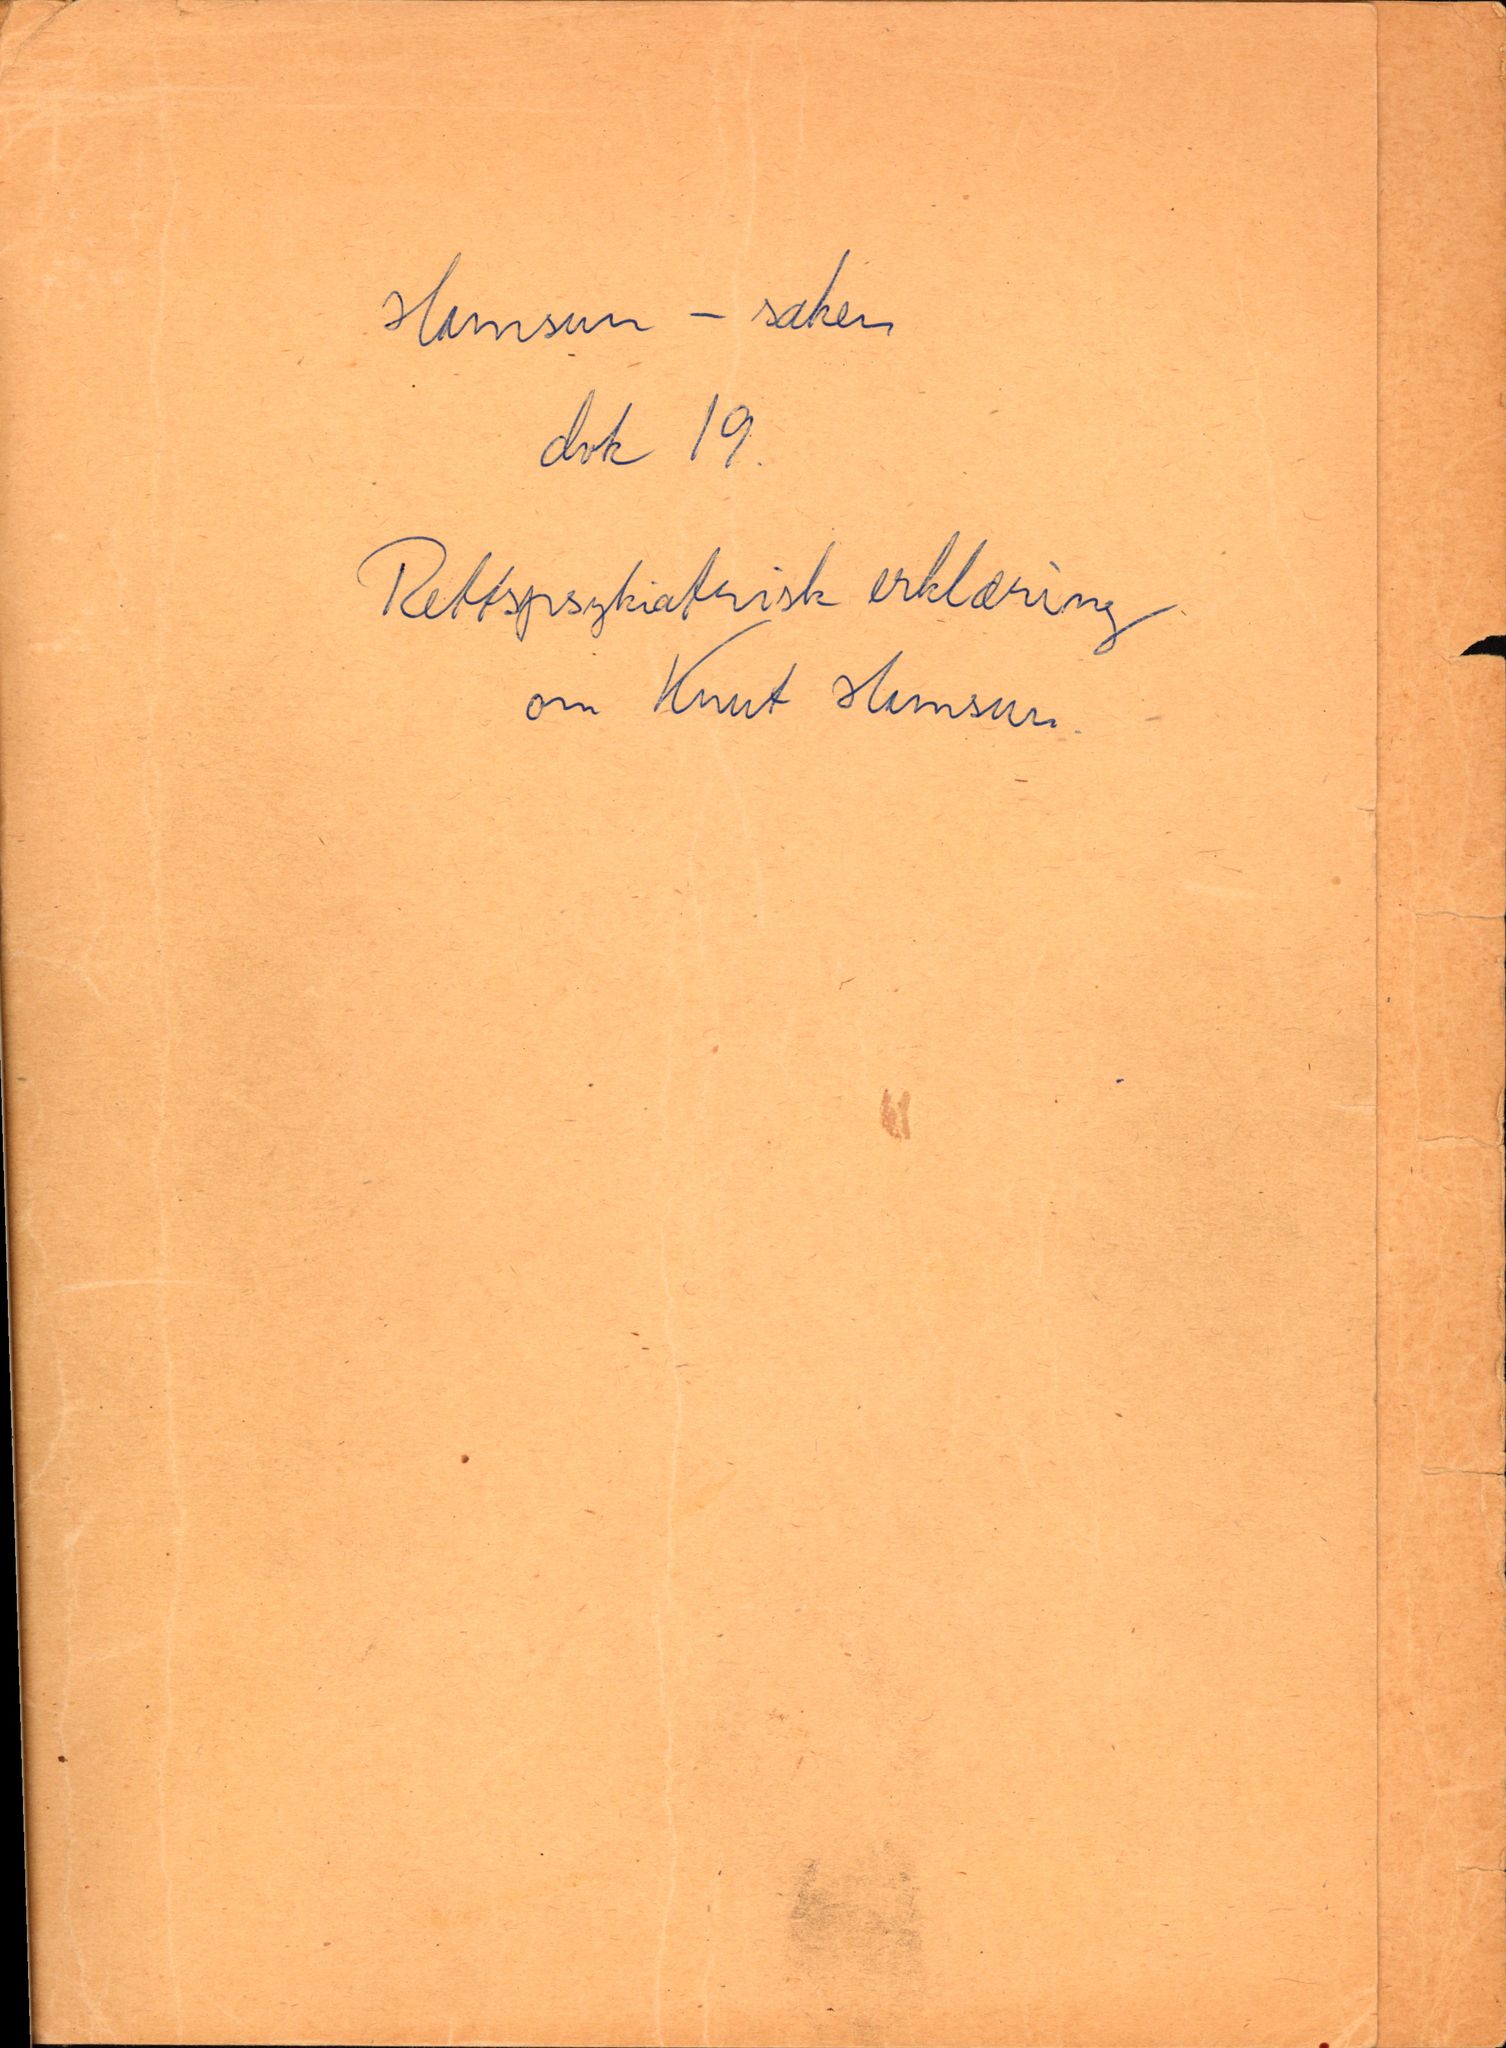 Hamsun - saken
dok 19.
Rettspsykiatrisk erklæring
om Knut Hamsun.